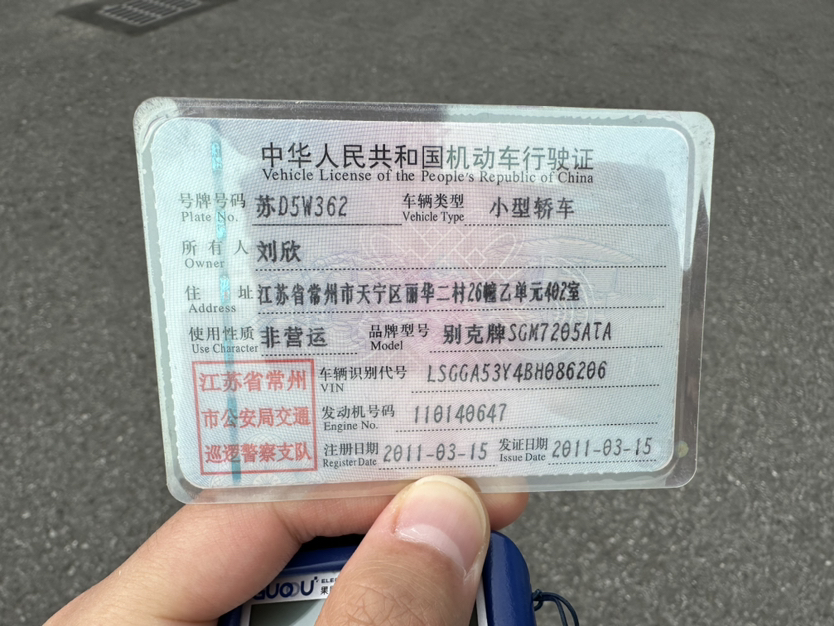 中华人民共和国机动车行驶证
Vehicle License of the People's Republic of China
号牌号码 苏D5W362 车辆类型 小型轿车
Plate No. Vehicle Type
所有人 刘欣
Owner
住址 江苏省常州市天宁区丽华二村26幢乙单元402室
Address
使用性质 非营运 品牌型号 别克牌SGM7205ATA
Use Character Model
江苏省常州
市公安局交通
巡逻警察支队
车辆识别代号 LSGGA53Y4BH086206
VIN
发动机号码 110140647
Engine No.
注册日期 2011-03-15 发证日期 2011-03-15
Register Date Issue Date